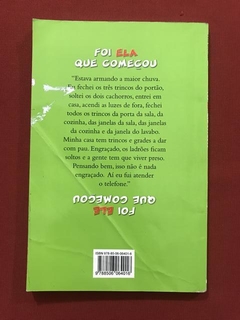 FOI ELA
QUE COMEÇOU
"Estava armando a maior chuva.
Eu fechei os três trincos do portão,
soltei os dois cachorros, entrei em
casa, acendi as luzes de fora, fechei
todos os trincos da porta da sala, da
cozinha, das janelas da sala, das janelas
da cozinha e da janela do lavabo.
Minha casa tem trincos e grades a dar
com pau. Engraçado, os ladrões ficam
soltos e a gente tem que viver preso.
Pensando bem, isso não é nada
engraçado. Aí eu fui atender
o telefone."
FOI ELE
QUE COMEÇOU